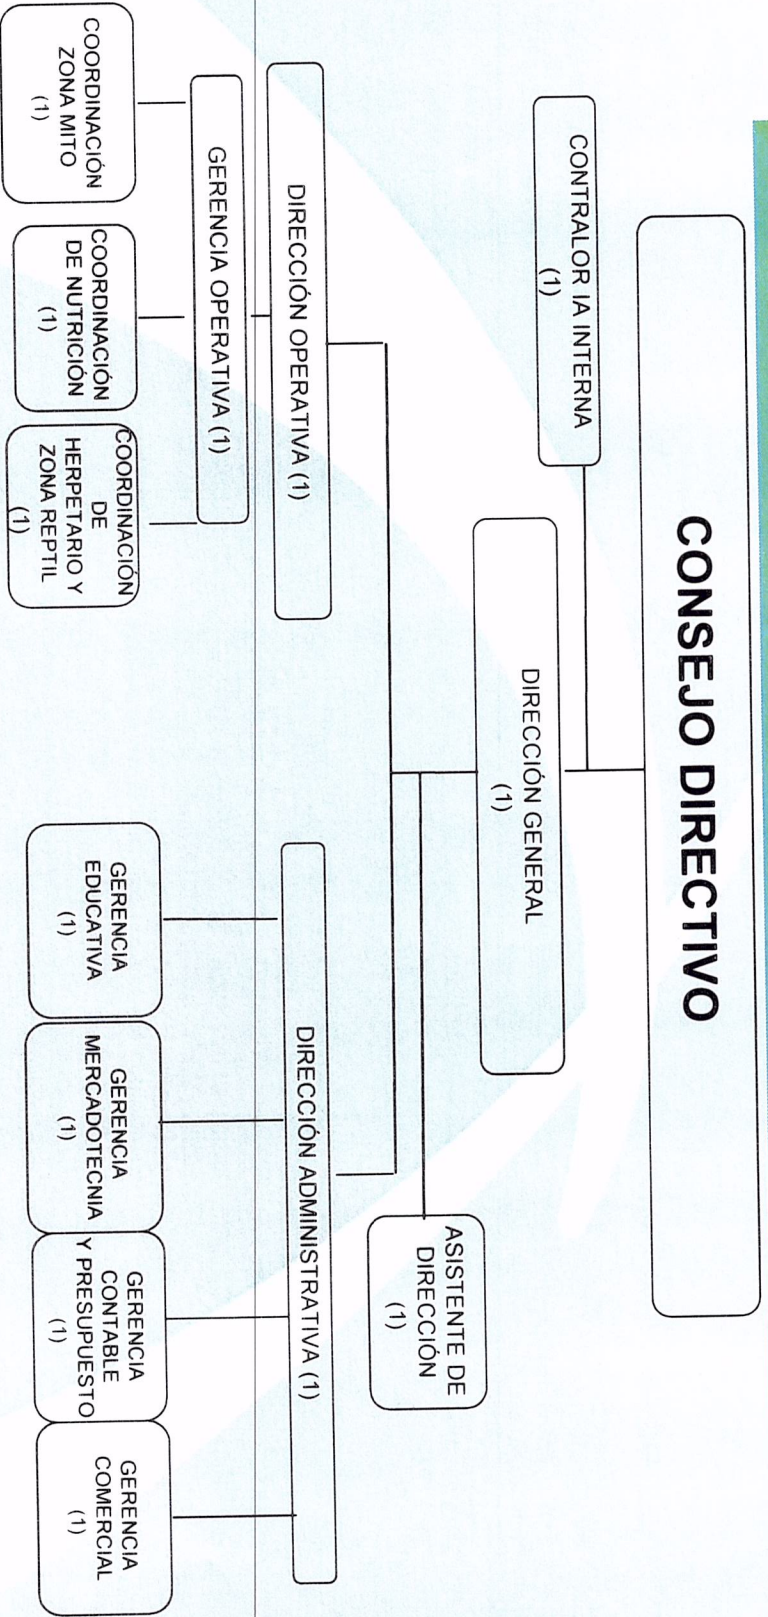 CONSEJO DIRECTIVO
CONTRALOR IA INTERNA
(1)
DIRECCIÓN GENERAL
(1)
ASISTENTE DE
DIRECCIÓN
(1)
DIRECCIÓN OPERATIVA (1)
DIRECCIÓN ADMINISTRATIVA (1)
GERENCIA OPERATIVA (1)
COORDINACIÓN
ZONA MITO
(1)
COORDINACIÓN
DE NUTRICIÓN
(1)
COORDINACIÓN
DE
HERPETARIO Y
ZONA REPTIL
(1)
GERENCIA
EDUCATIVA
(1)
GERENCIA
MERCADOTECNIA
(1)
GERENCIA
CONTABLE
Y PRESUPUESTO
(1)
GERENCIA
COMERCIAL
(1)